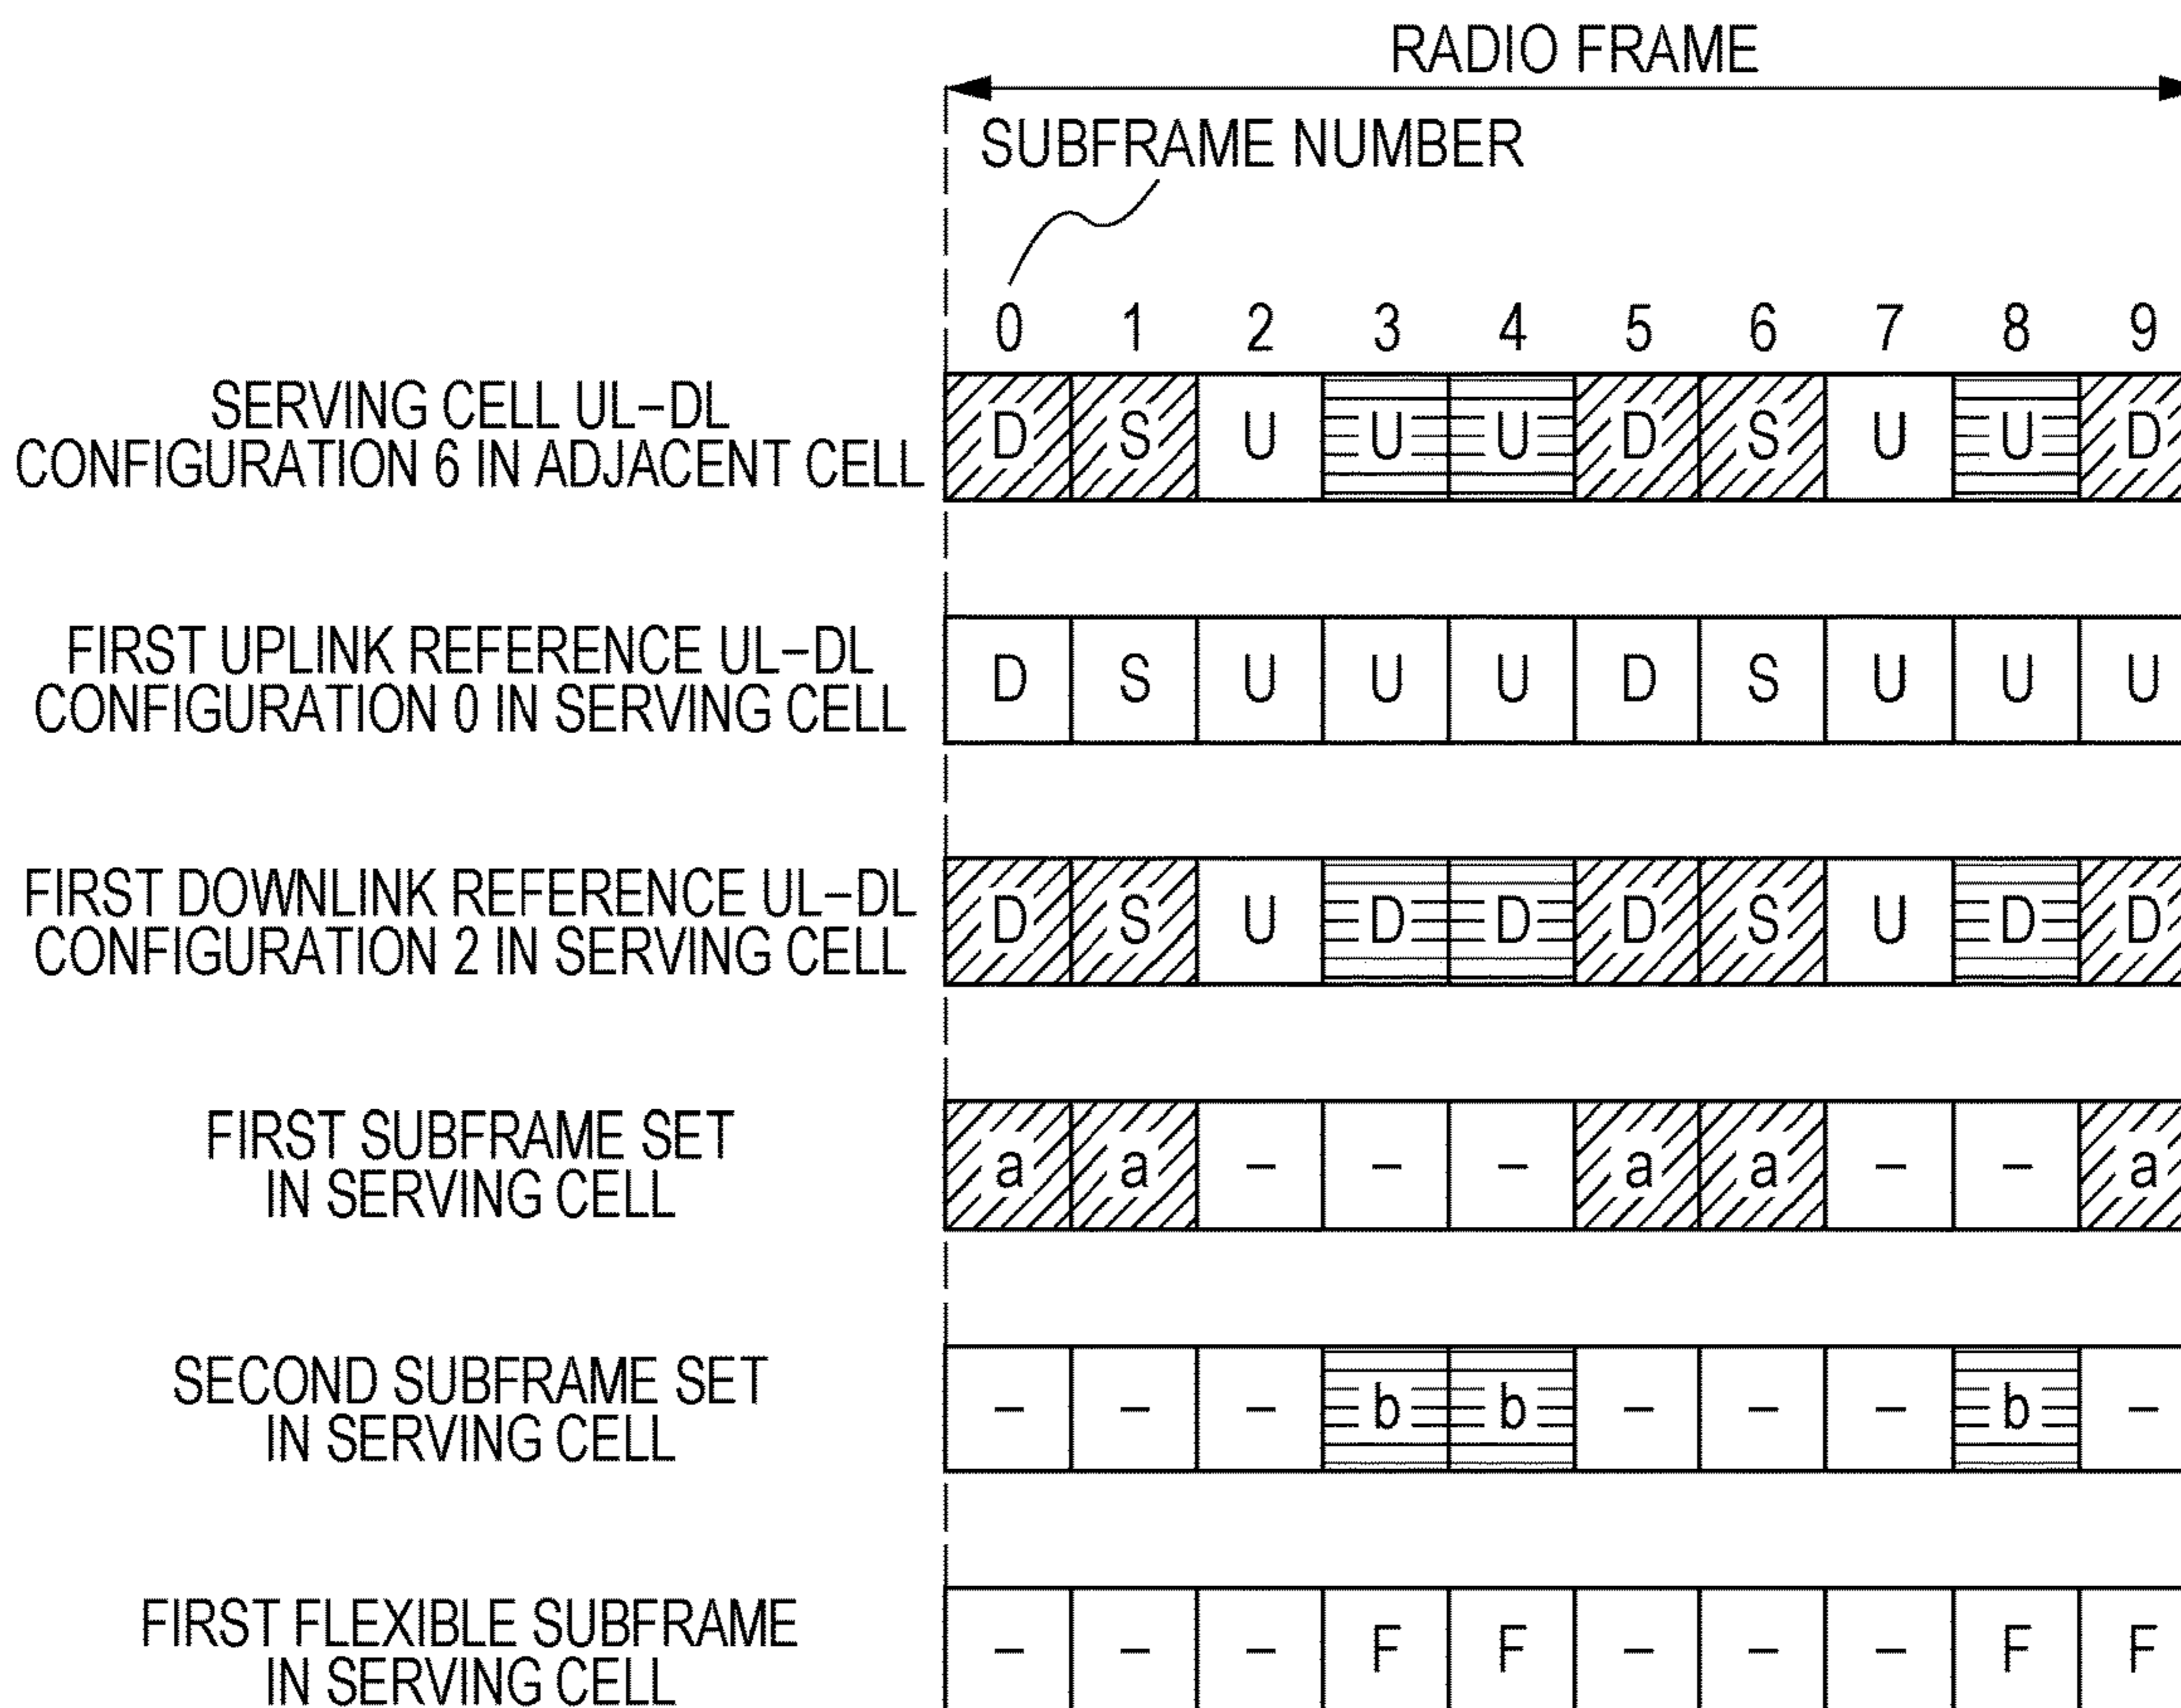 RADIO FRAME
SUBFRAME NUMBER
0 1 2 3 4 5 6 7 8 9
SERVING CELL UL-DL
CONFIGURATION 6 IN ADJACENT CELL
D S U U U D S U U D
FIRST UPLINK REFERENCE UL-DL
CONFIGURATION 0 IN SERVING CELL
D S U U U D S U U U
FIRST DOWNLINK REFERENCE UL-DL
CONFIGURATION 2 IN SERVING CELL
D S U D D D S U D D
FIRST SUBFRAME SET
IN SERVING CELL
a a - - - a a - - a
SECOND SUBFRAME SET
IN SERVING CELL
- - - b b - - - b -
FIRST FLEXIBLE SUBFRAME
IN SERVING CELL
- - - F F - - - F F